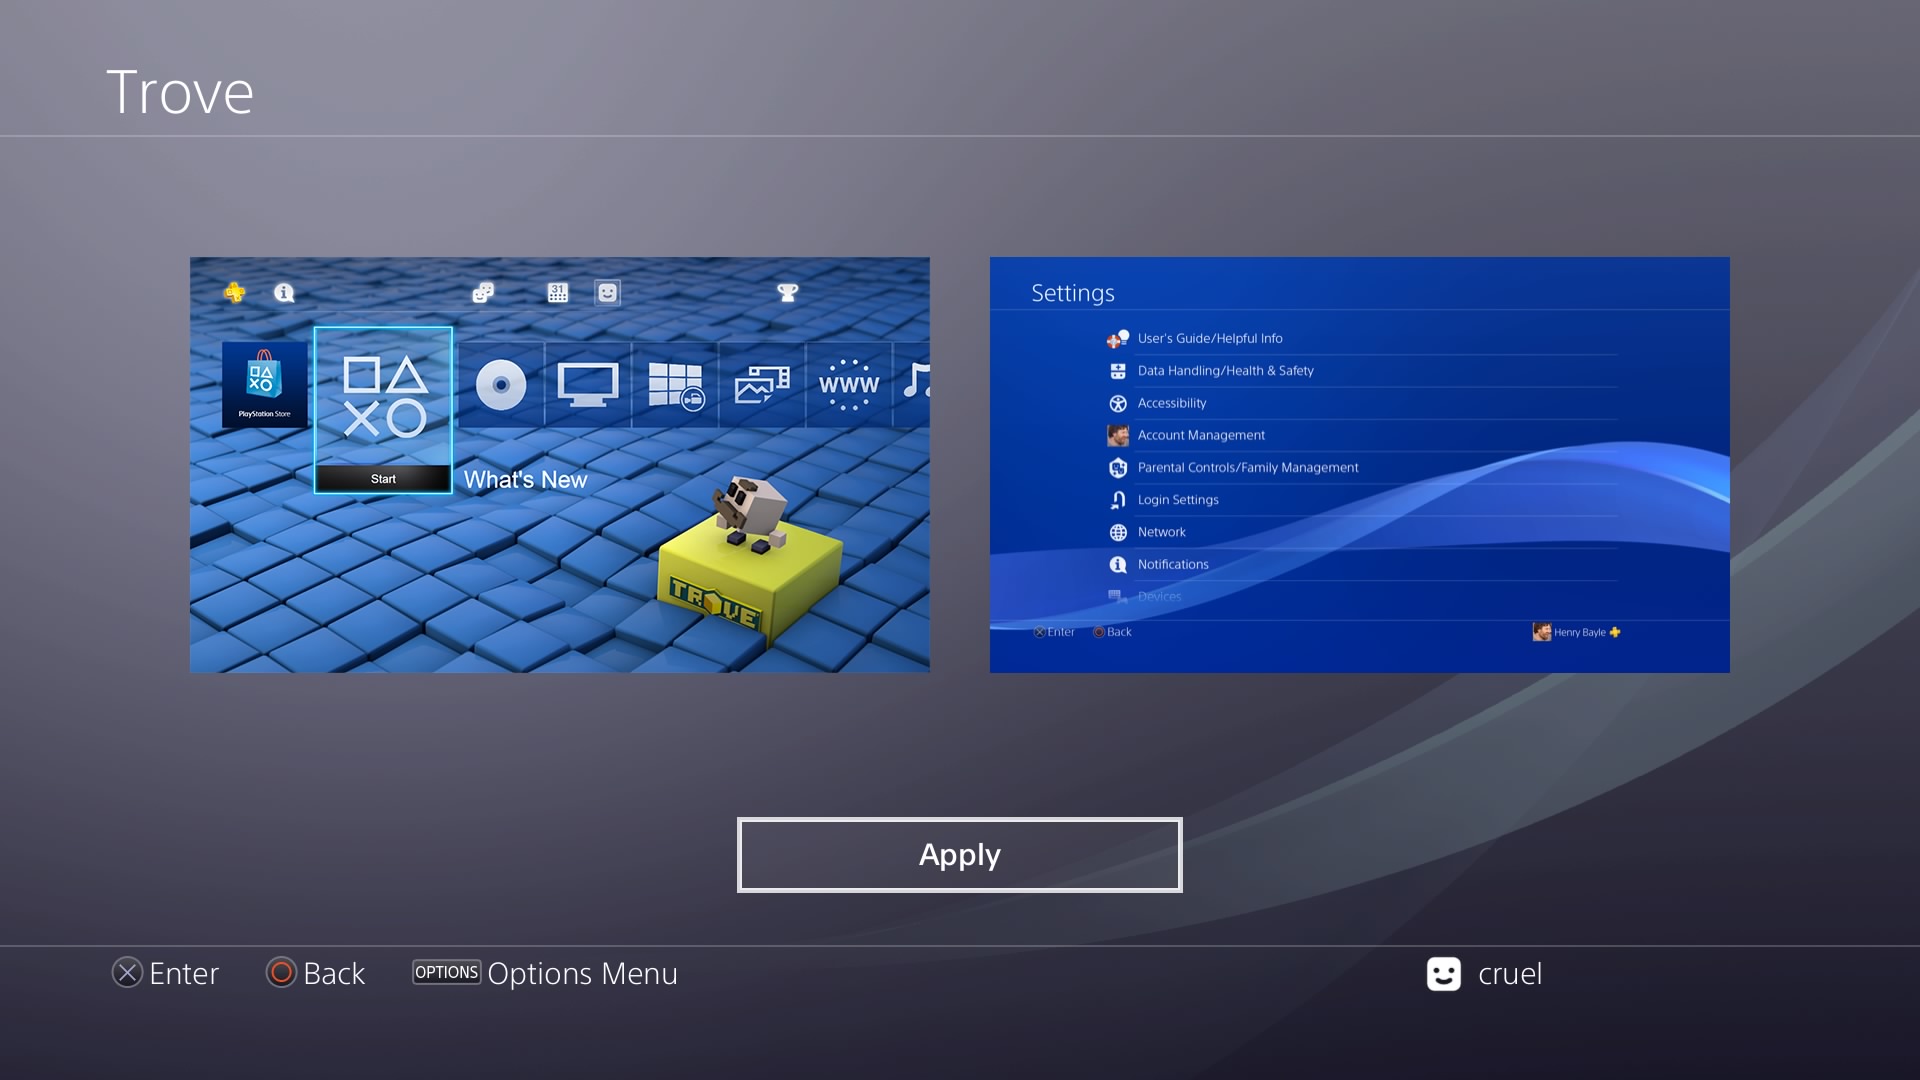 Trove
31
PlayStation Store
WWW
Start
What's New
TROVE
Settings
User's Guide/Helpful Info
Data Handling/Health & Safety
Accessibility
Account Management
Parental Controls/Family Management
Login Settings
Network
Notifications
Devices
Enter
Back
Henry Bayle
Apply
Enter
Back
OPTIONS Options Menu
cruel